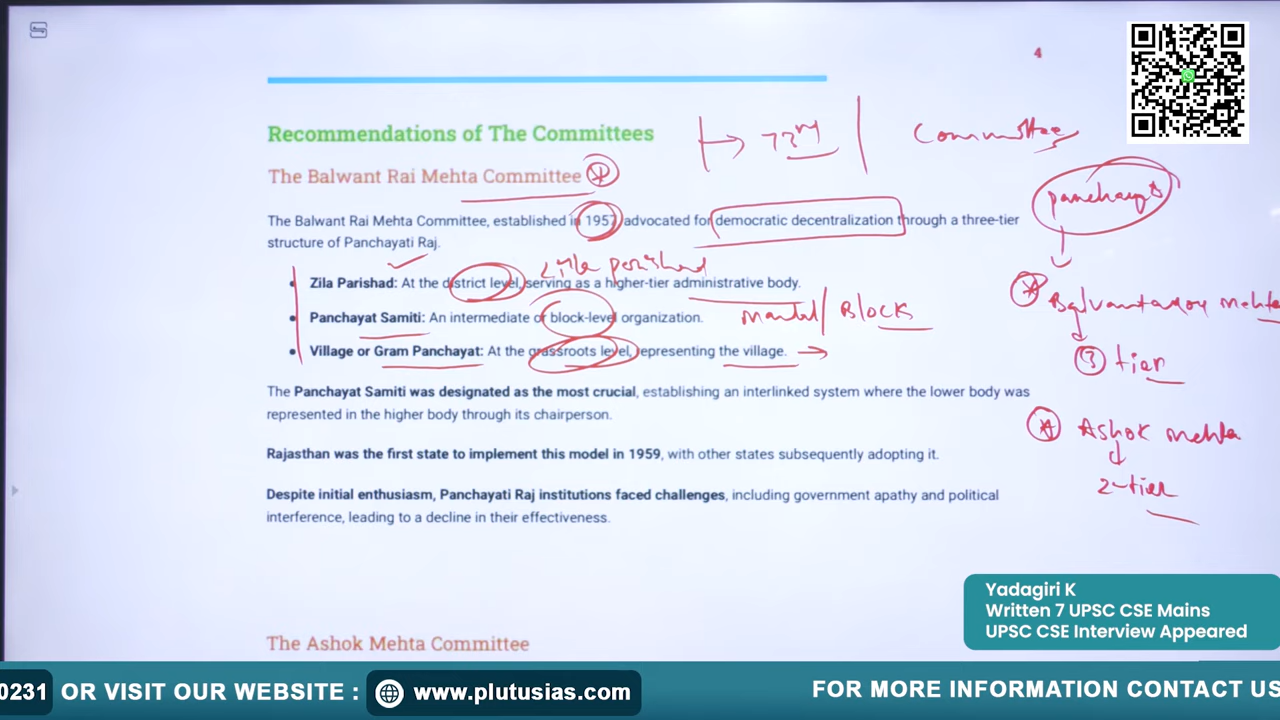 4
Recommendations of The Committees
→ 73rd
Committee
The Balwant Rai Mehta Committee
panchayats
The Balwant Rai Mehta Committee, established in 1957 advocated for democratic decentralization through a three-tier
structure of Panchayati Raj.
Zilla parishad
• Zila Parishad: At the district level, serving as a higher-tier administrative body.
Balvantaray mehta
• Panchayat Samiti: An intermediate or block-level organization.
Mandal / Block
• Village or Gram Panchayat: At the grassroots level, representing the village. →
3 tier
The Panchayat Samiti was designated as the most crucial, establishing an interlinked system where the lower body was
represented in the higher body through its chairperson.
Ashok mehta
2-tier
Rajasthan was the first state to implement this model in 1959, with other states subsequently adopting it.
Despite initial enthusiasm, Panchayati Raj institutions faced challenges, including government apathy and political
interference, leading to a decline in their effectiveness.
The Ashok Mehta Committee
Yadagiri K
Written 7 UPSC CSE Mains
UPSC CSE Interview Appeared
0231 OR VISIT OUR WEBSITE : www.plutusias.com FOR MORE INFORMATION CONTACT US